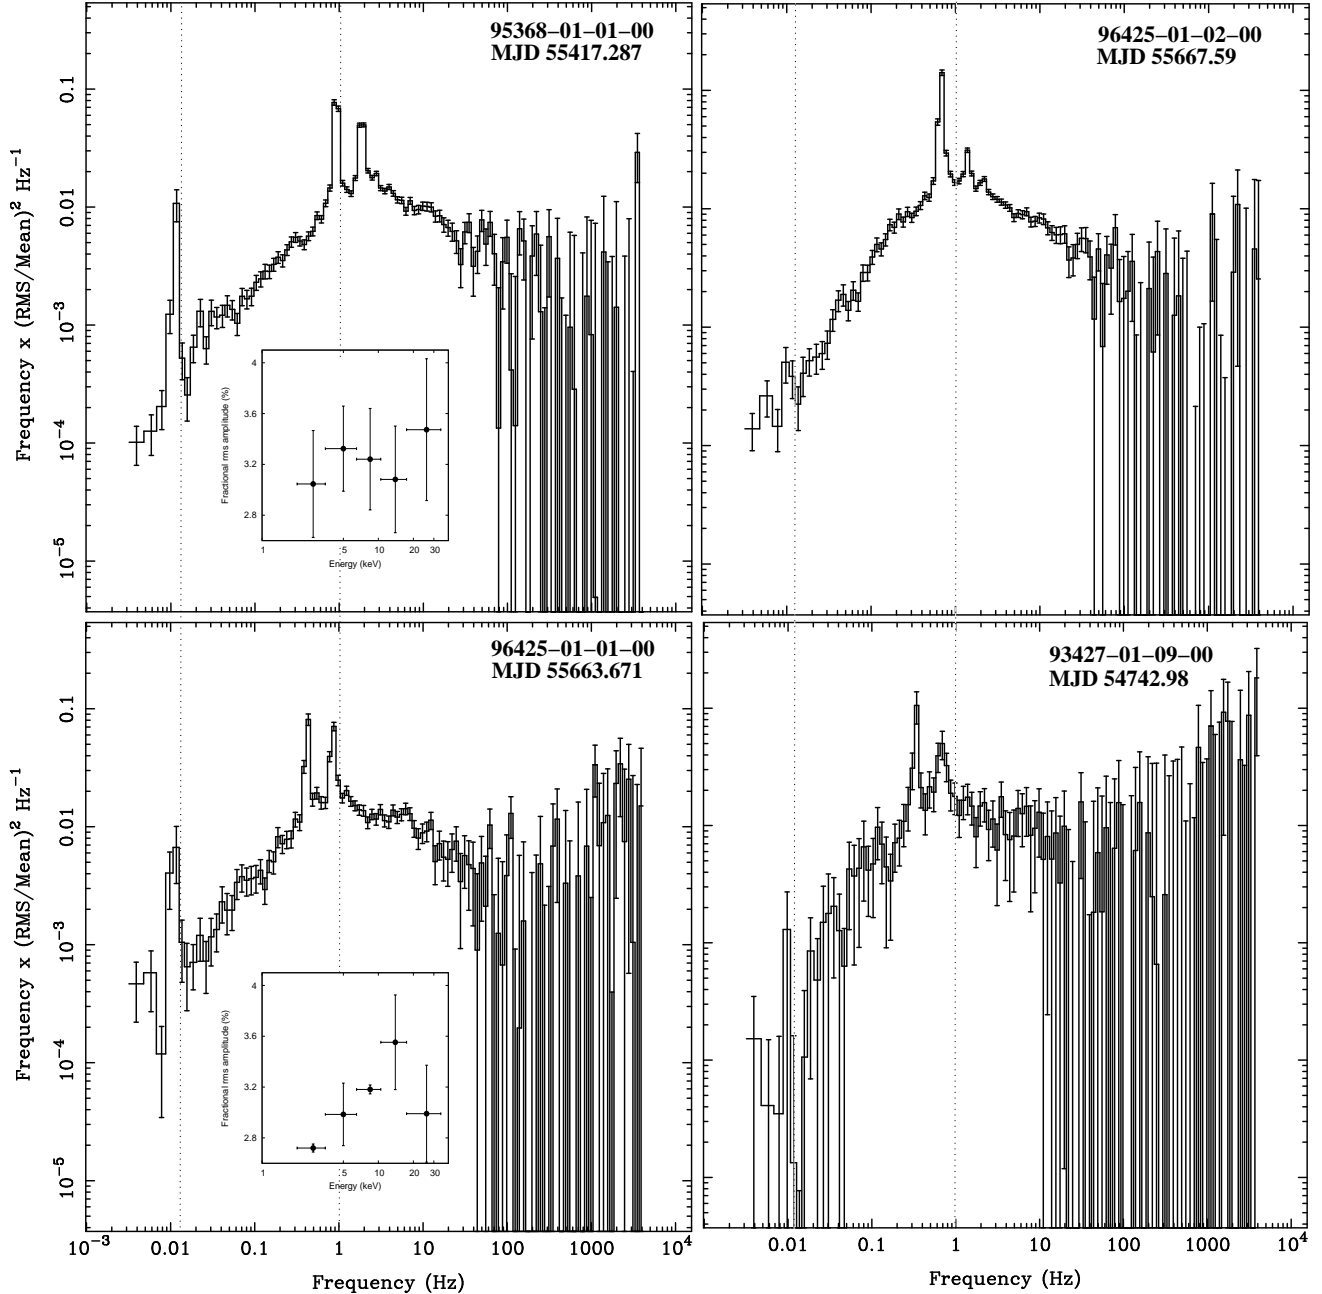 95368–01–01–00
MJD 55417.287
96425–01–02–00
MJD 55667.59
Frequency x (RMS/Mean)² Hz⁻¹
0.1
0.01
10⁻³
10⁻⁴
10⁻⁵
Fractional rms amplitude (%)
4
3.6
3.2
2.8
1 5 10 20 30
Energy (keV)
96425–01–01–00
MJD 55663.671
93427–01–09–00
MJD 54742.98
Frequency x (RMS/Mean)² Hz⁻¹
0.1
0.01
10⁻³
10⁻⁴
10⁻⁵
Fractional rms amplitude (%)
4
3.6
3.2
2.8
1 5 10 20 30
Energy (keV)
10⁻³ 0.01 0.1 1 10 100 1000 10⁴
Frequency (Hz)
0.01 0.1 1 10 100 1000 10⁴
Frequency (Hz)